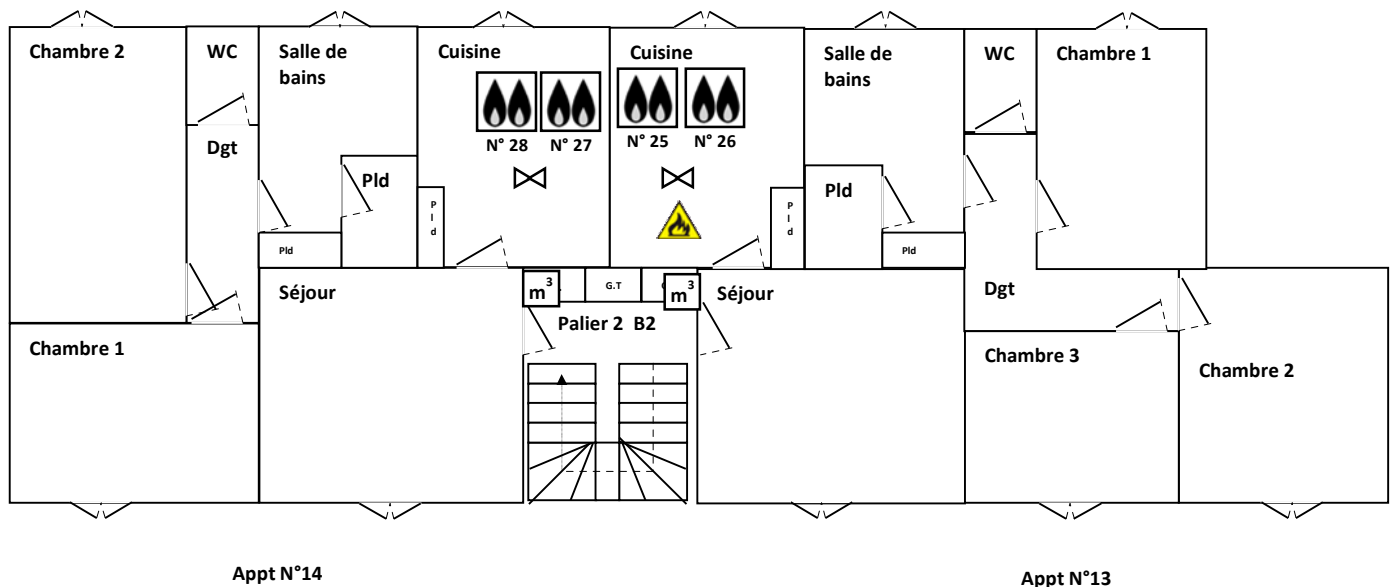 Chambre 2
WC
Salle de
bains
Cuisine
Cuisine
Salle de
bains
WC
Chambre 1
N° 28
N° 27
N° 25
N° 26
Dgt
Pld
Pld
Pld
Pld
Pld
Pld
Séjour
m³
G.T
m³
Séjour
Dgt
Palier 2 B2
Chambre 1
Chambre 3
Chambre 2
Appt N°14
Appt N°13